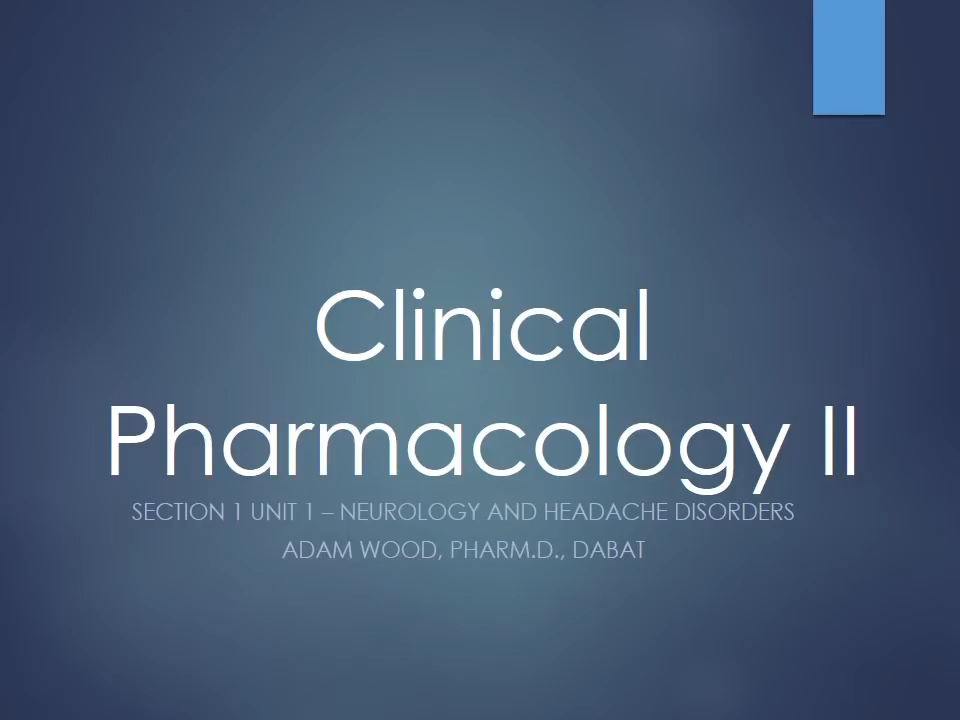 Clinical
Pharmacology II
SECTION 1 UNIT 1 – NEUROLOGY AND HEADACHE DISORDERS
ADAM WOOD, PHARM.D., DABAT